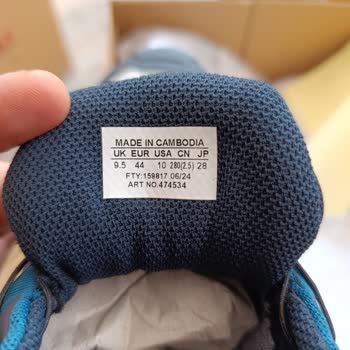 MADE IN CAMBODIA
UK EUR USA CN JP
9.5 44 10 280(2.5) 28
FTY:159817 06/24
ART NO.474534